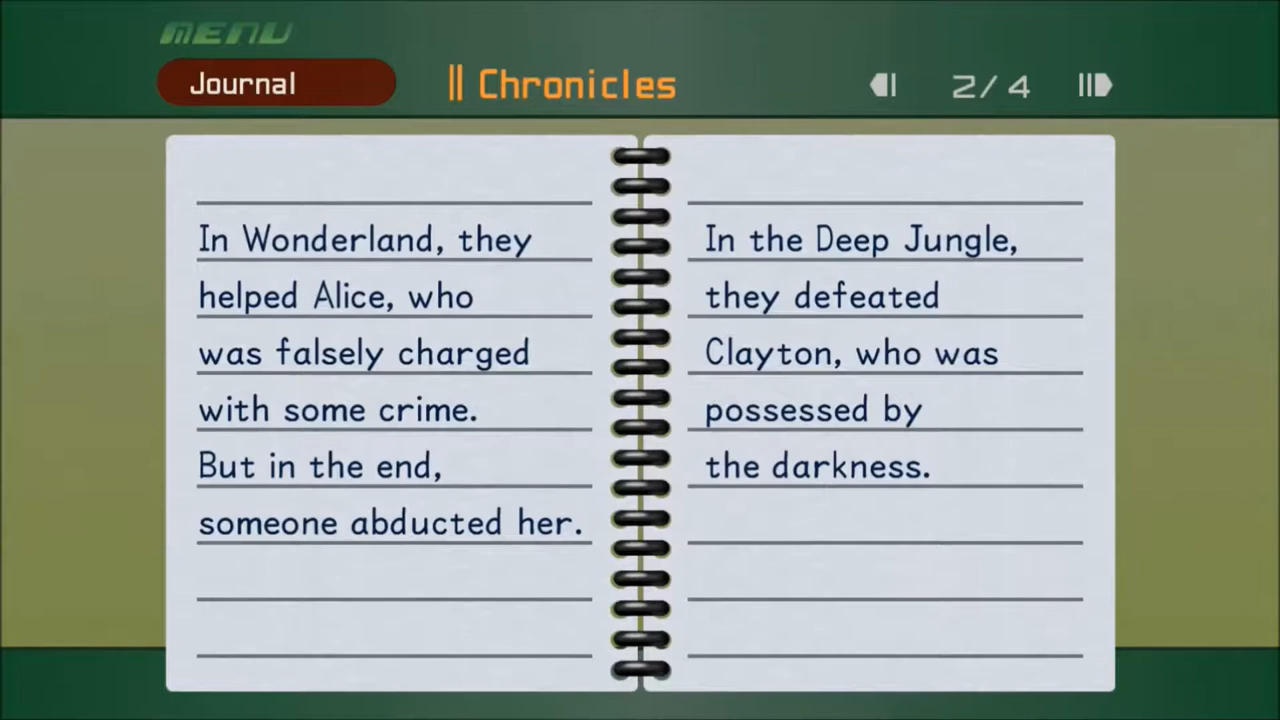 MENU
Journal
Chronicles
2/4
In Wonderland, they
helped Alice, who
was falsely charged
with some crime.
But in the end,
someone abducted her.
In the Deep Jungle,
they defeated
Clayton, who was
possessed by
the darkness.